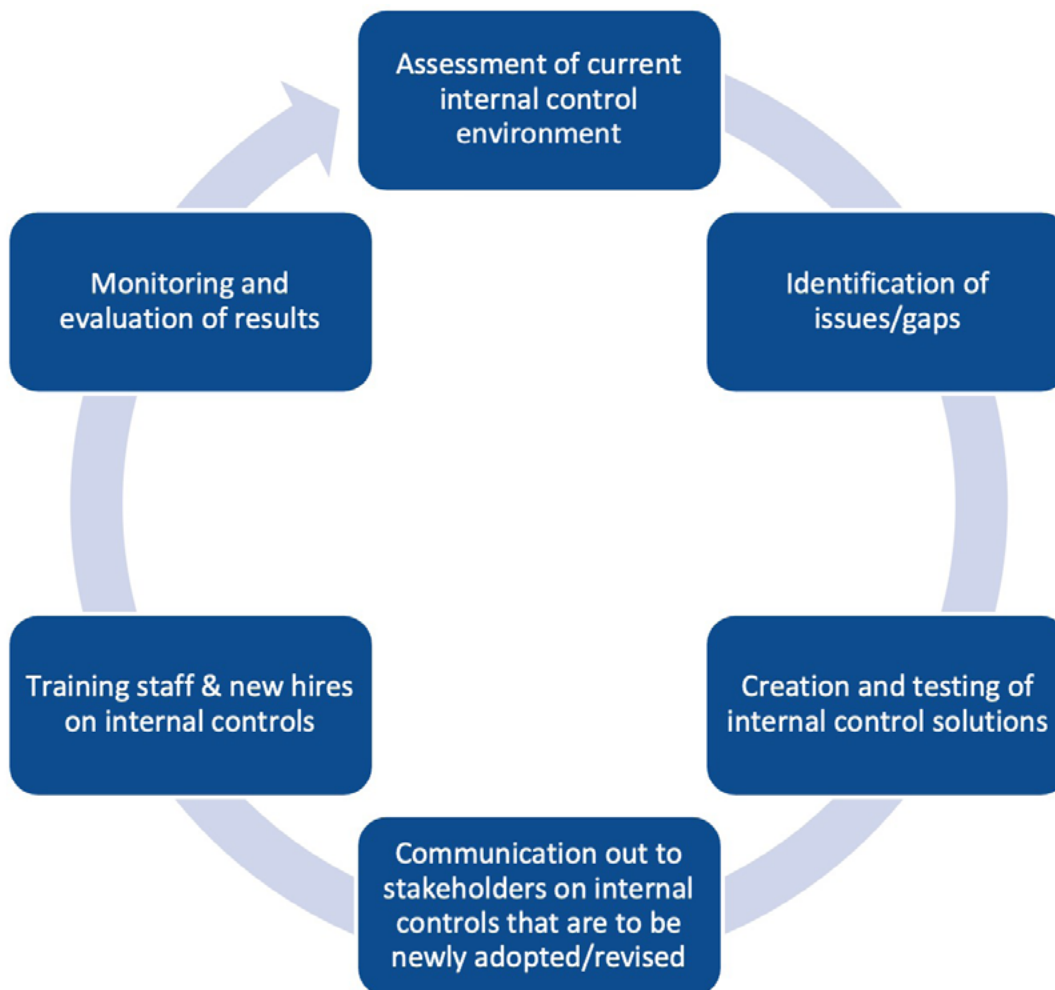 Assessment of current
internal control
environment
Identification of
issues/gaps
Creation and testing of
internal control solutions
Communication out to
stakeholders on internal
controls that are to be
newly adopted/revised
Training staff & new hires
on internal controls
Monitoring and
evaluation of results